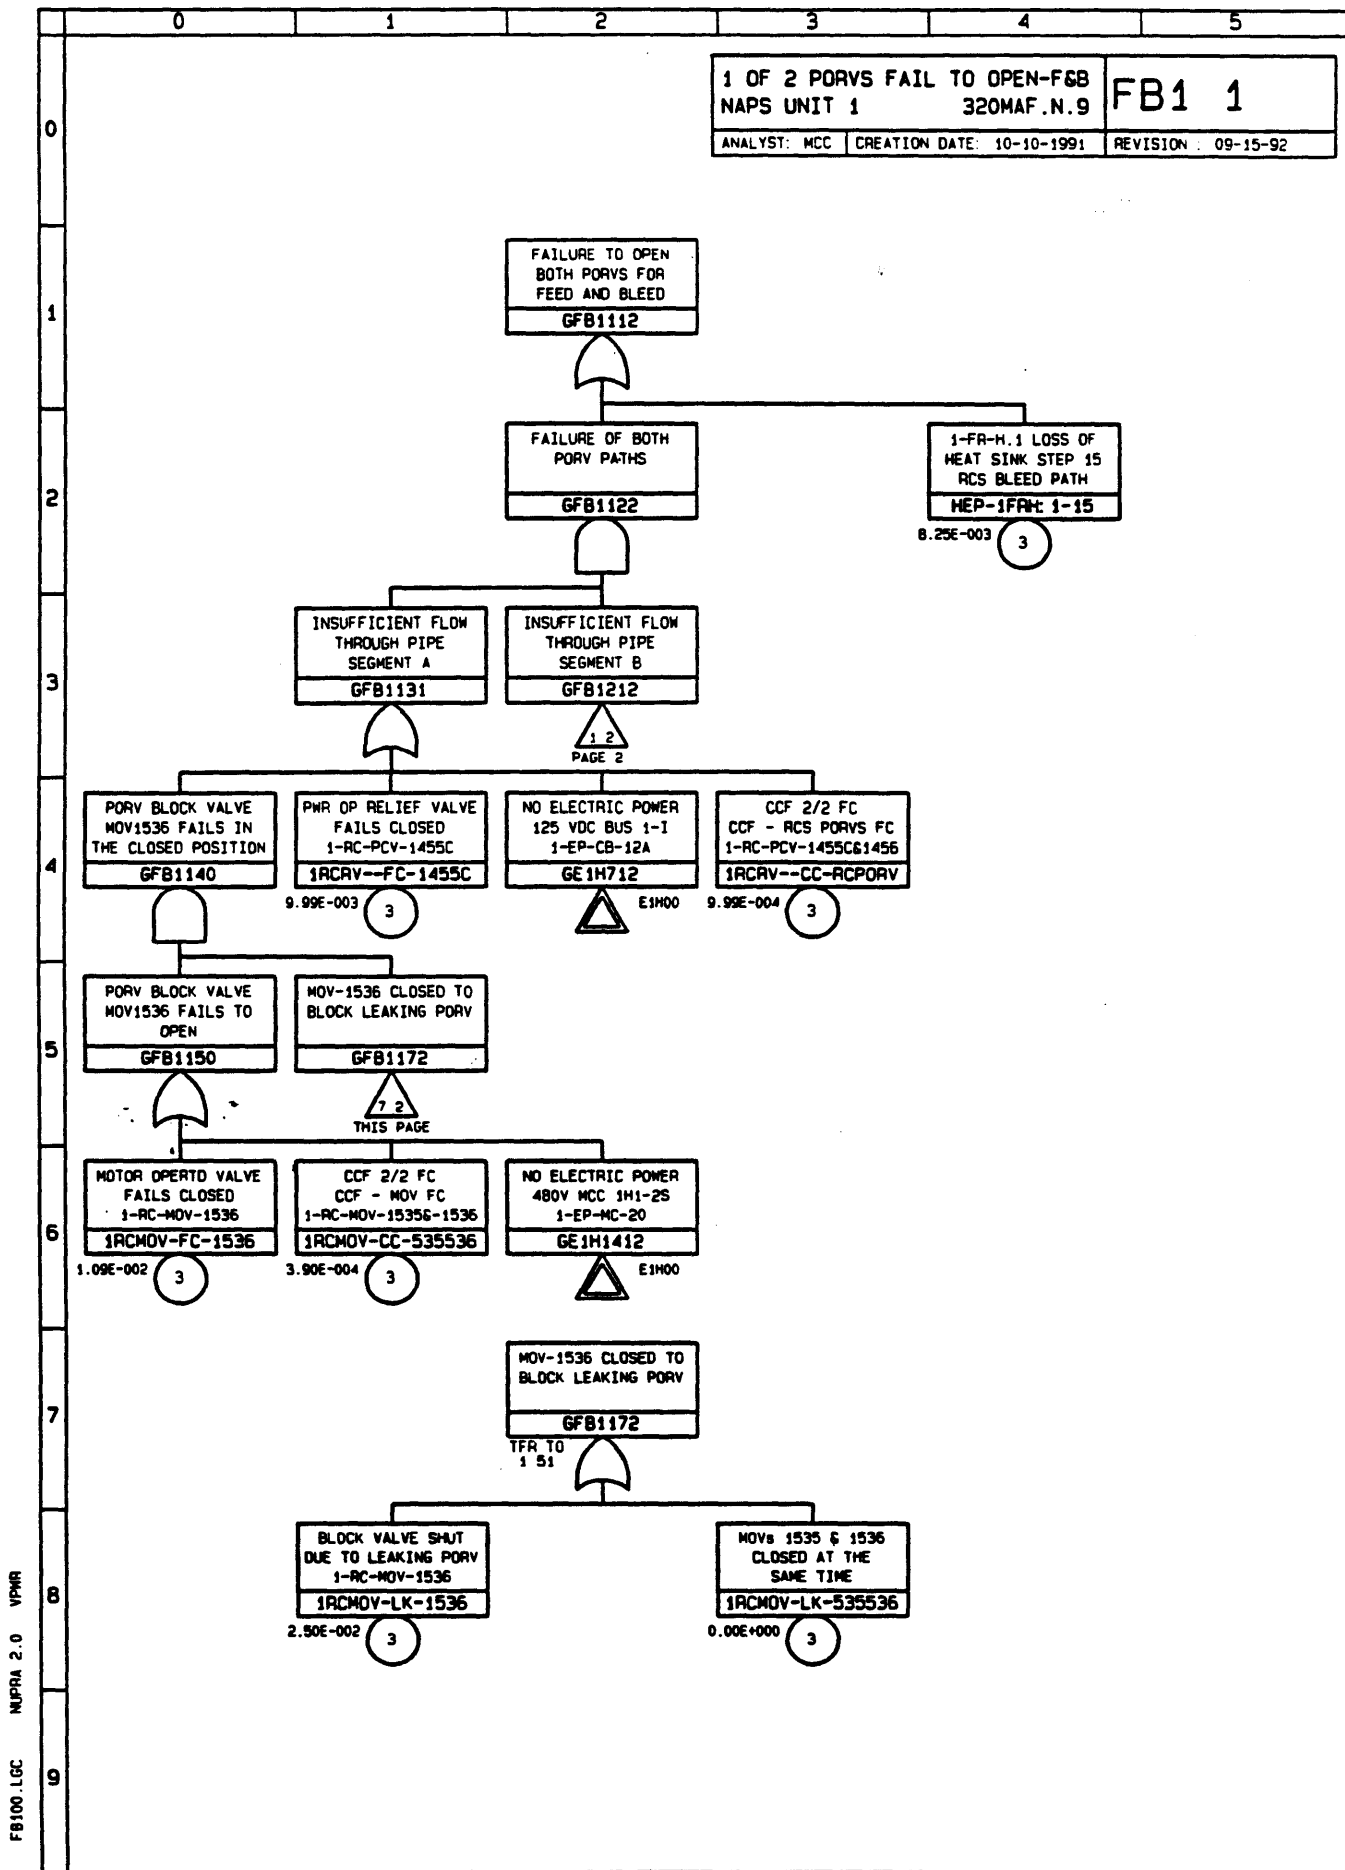 0 1 2 3 4 5
1 OF 2 PORVS FAIL TO OPEN-F&B
NAPS UNIT 1 320MAF.N.9
FB1 1
ANALYST: MCC CREATION DATE: 10-10-1991 REVISION : 09-15-92
0
FAILURE TO OPEN
BOTH PORVS FOR
FEED AND BLEED
GFB1112
1
FAILURE OF BOTH
PORV PATHS
GFB1122
1-FR-H.1 LOSS OF
HEAT SINK STEP 15
RCS BLEED PATH
HEP-1FRH: 1-15
8.25E-003
3
2
INSUFFICIENT FLOW
THROUGH PIPE
SEGMENT A
GFB1131
INSUFFICIENT FLOW
THROUGH PIPE
SEGMENT B
GFB1212
1 2
PAGE 2
3
PORV BLOCK VALVE
MOV1536 FAILS IN
THE CLOSED POSITION
GFB1140
PWR OP RELIEF VALVE
FAILS CLOSED
1-RC-PCV-1455C
1RCRV--FC-1455C
9.99E-003
3
NO ELECTRIC POWER
125 VDC BUS 1-I
1-EP-CB-12A
GE1H712
E1H00
CCF 2/2 FC
CCF - RCS PORVS FC
1-RC-PCV-1455C&1456
1RCRV--CC-RCPORV
9.99E-004
3
4
PORV BLOCK VALVE
MOV1536 FAILS TO
OPEN
GFB1150
MOV-1536 CLOSED TO
BLOCK LEAKING PORV
GFB1172
7 2
THIS PAGE
5
MOTOR OPERTD VALVE
FAILS CLOSED
1-RC-MOV-1536
1RCMOV-FC-1536
1.09E-002
3
CCF 2/2 FC
CCF - MOV FC
1-RC-MOV-1535&-1536
1RCMOV-CC-535536
3.90E-004
3
NO ELECTRIC POWER
480V MCC 1H1-2S
1-EP-MC-20
GE1H1412
E1H00
6
MOV-1536 CLOSED TO
BLOCK LEAKING PORV
GFB1172
TFR TO
1 51
7
BLOCK VALVE SHUT
DUE TO LEAKING PORV
1-RC-MOV-1536
1RCMOV-LK-1536
2.50E-002
3
MOVs 1535 & 1536
CLOSED AT THE
SAME TIME
1RCMOV-LK-535536
0.00E+000
3
8
9
FB100.LGC NUPRA 2.0 VPWR